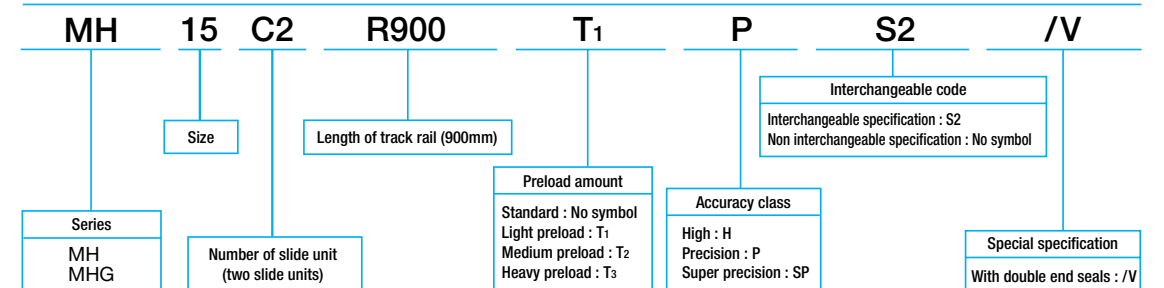 MH 15 C2 R900 T₁ P S2 /V
Interchangeable code
Interchangeable specification : S2
Non interchangeable specification : No symbol
Size
Length of track rail (900mm)
Preload amount
Standard : No symbol
Light preload : T₁
Medium preload : T₂
Heavy preload : T₃
Accuracy class
High : H
Precision : P
Super precision : SP
Series
MH
MHG
Number of slide unit
(two slide units)
Special specification
With double end seals : /V